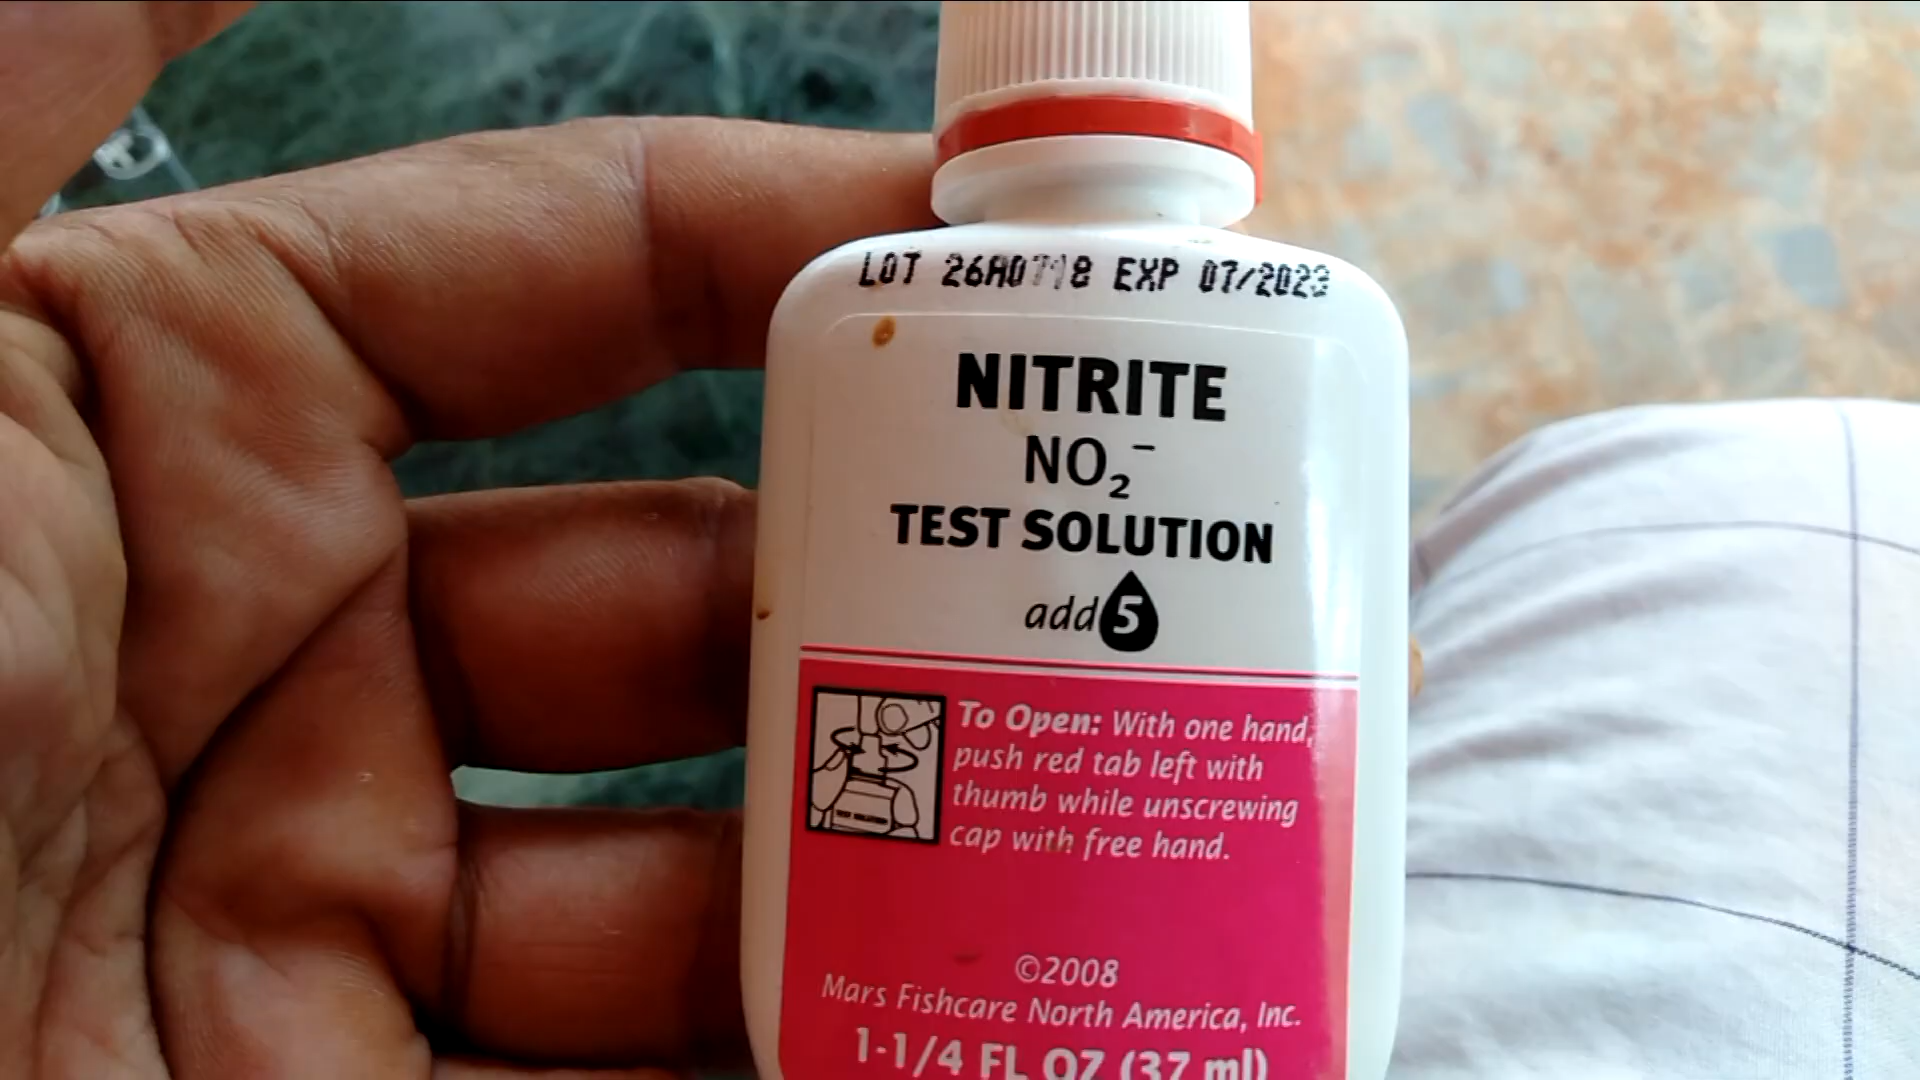 LOT 26A0718 EXP 07/2023
NITRITE
NO₂⁻
TEST SOLUTION
add 5
To Open: With one hand,
push red tab left with
thumb while unscrewing
cap with free hand.
TEST SOLUTION
©2008
Mars Fishcare North America, Inc.
1-1/4 FL OZ (37 ml)